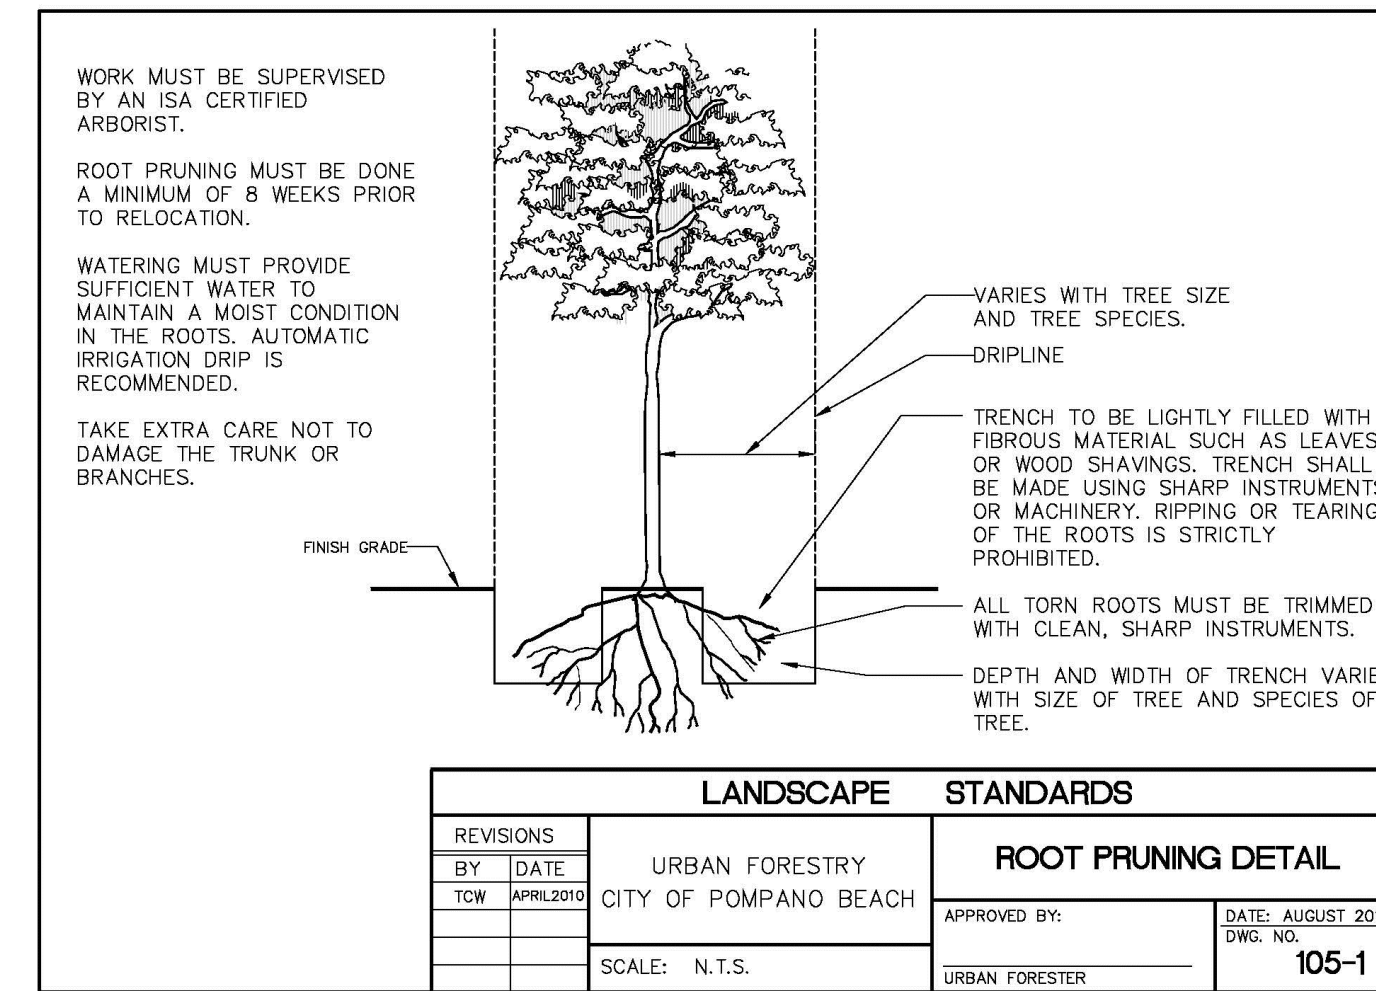 WORK MUST BE SUPERVISED
BY AN ISA CERTIFIED
ARBORIST.
ROOT PRUNING MUST BE DONE
A MINIMUM OF 8 WEEKS PRIOR
TO RELOCATION.
WATERING MUST PROVIDE
SUFFICIENT WATER TO
MAINTAIN A MOIST CONDITION
IN THE ROOTS. AUTOMATIC
IRRIGATION DRIP IS
RECOMMENDED.
TAKE EXTRA CARE NOT TO
DAMAGE THE TRUNK OR
BRANCHES.
FINISH GRADE
VARIES WITH TREE SIZE
AND TREE SPECIES.
DRIPLINE
TRENCH TO BE LIGHTLY FILLED WITH
FIBROUS MATERIAL SUCH AS LEAVES
OR WOOD SHAVINGS. TRENCH SHALL
BE MADE USING SHARP INSTRUMENTS
OR MACHINERY. RIPPING OR TEARING
OF THE ROOTS IS STRICTLY
PROHIBITED.
ALL TORN ROOTS MUST BE TRIMMED
WITH CLEAN, SHARP INSTRUMENTS.
DEPTH AND WIDTH OF TRENCH VARIE
WITH SIZE OF TREE AND SPECIES OF
TREE.
LANDSCAPE STANDARDS
REVISIONS
BY DATE
TCW APRIL2010
URBAN FORESTRY
CITY OF POMPANO BEACH
SCALE: N.T.S.
ROOT PRUNING DETAIL
APPROVED BY:
URBAN FORESTER
DATE: AUGUST
DWG. NO.
105-1